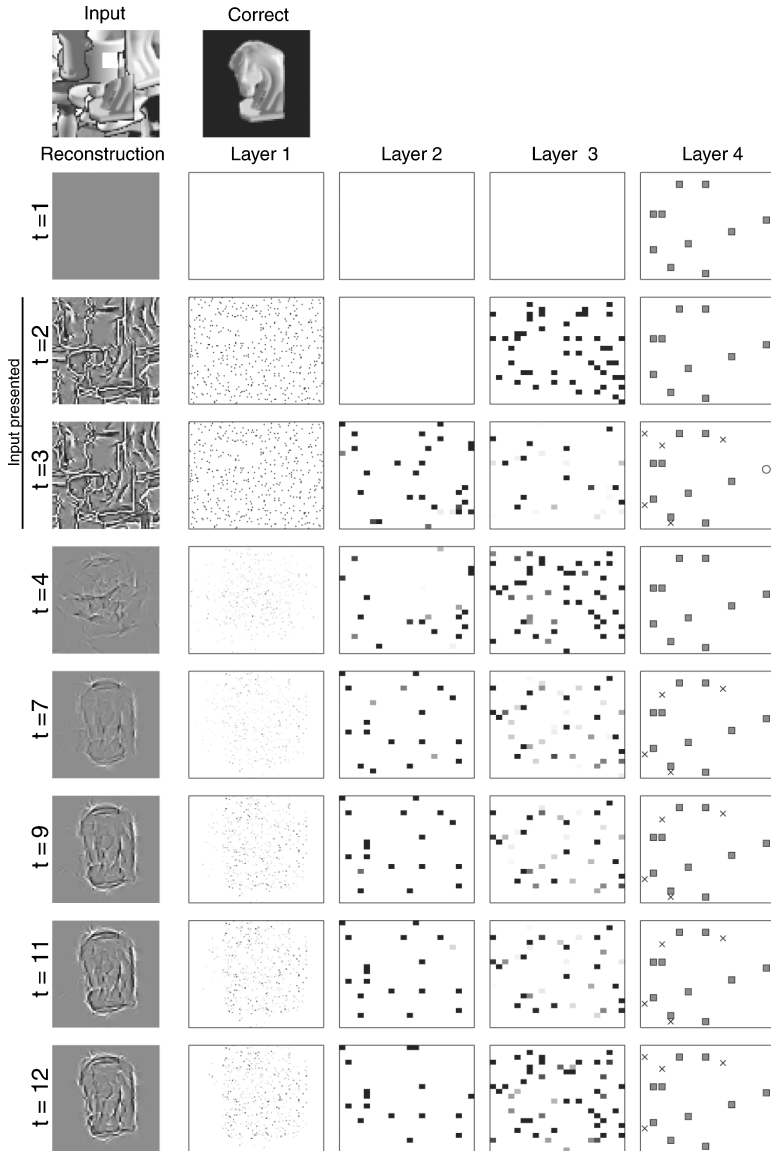 Input Correct
Reconstruction Layer 1 Layer 2 Layer 3 Layer 4
t =1
Input presented
t =2
t =3
t =4
t =7
t =9
t = 11
t = 12